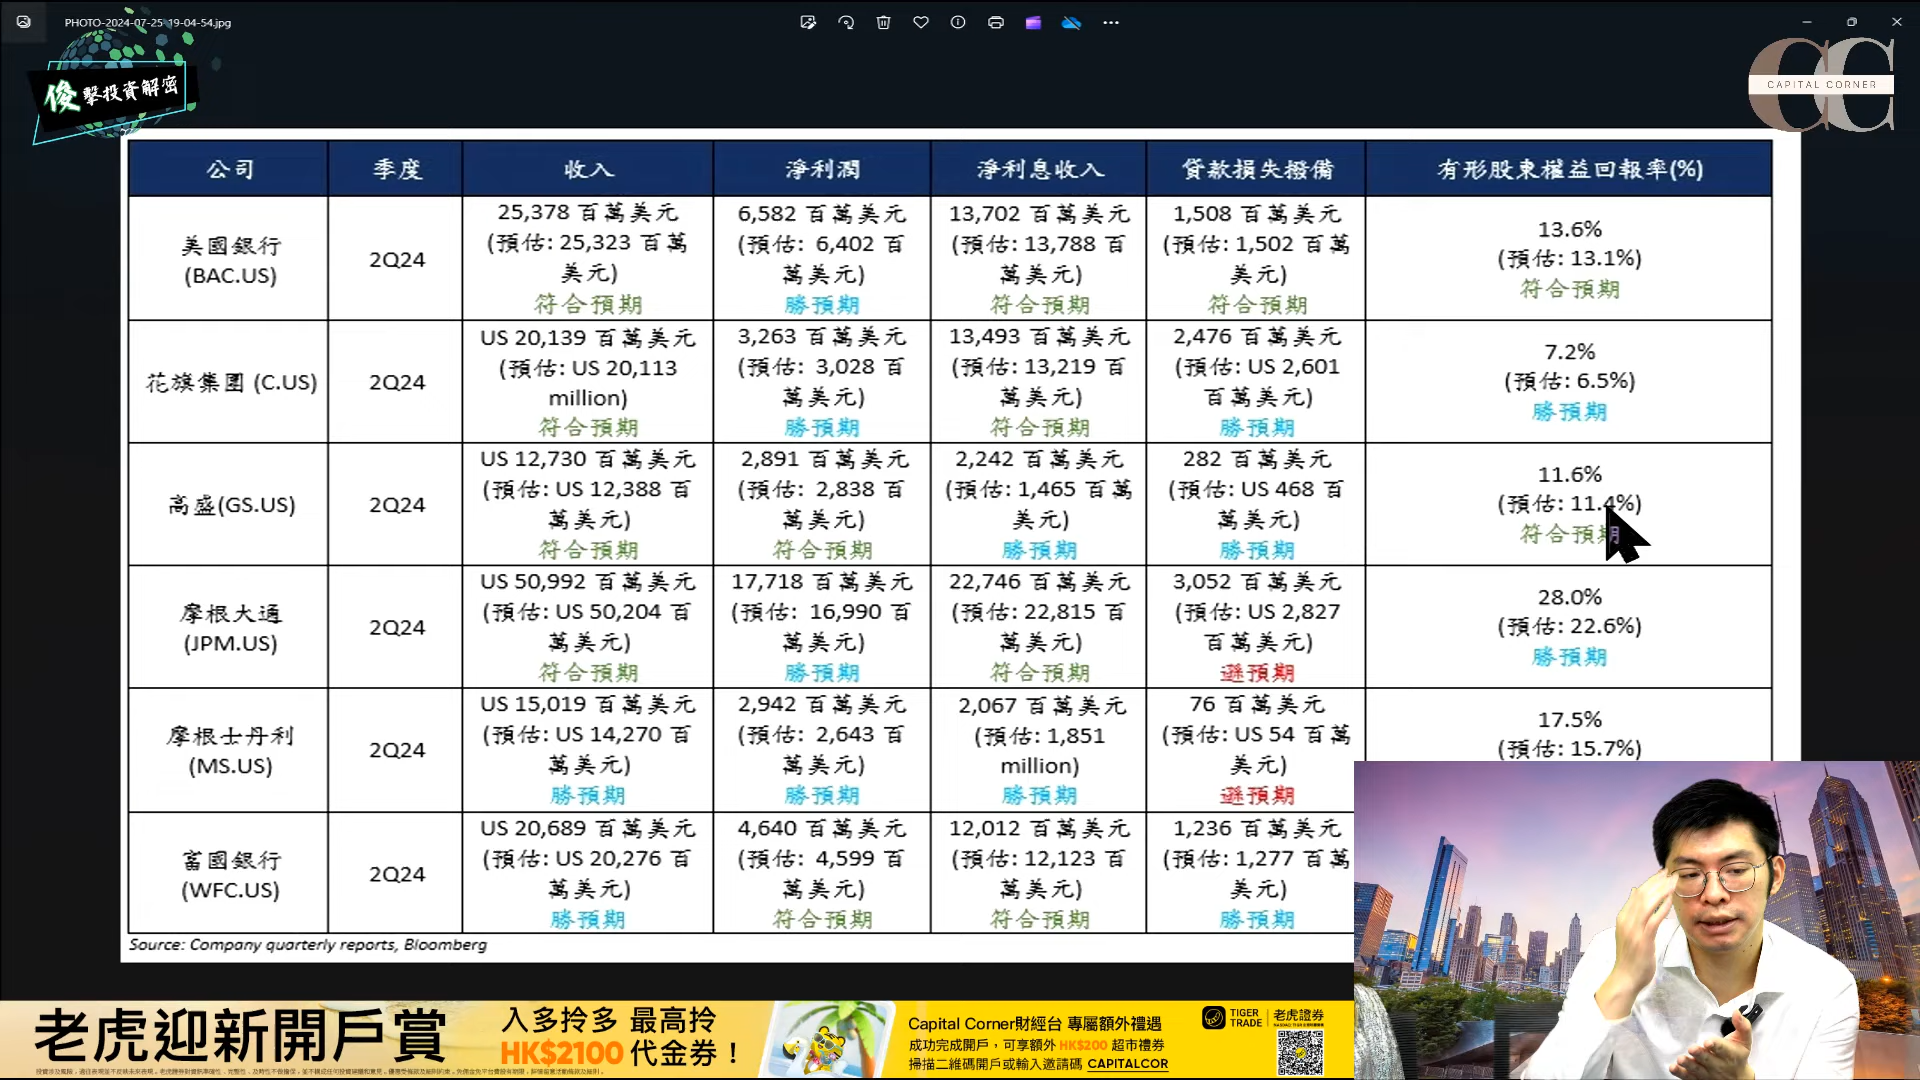 PHOTO-2024-07-25-19-04-54.jpg
俊擊投資解密
CAPITAL CORNER
公司 季度 收入 淨利潤 淨利息收入 貸款損失撥備 有形股東權益回報率(%)
美國銀行
(BAC.US)
2Q24
25,378 百萬美元
(預估: 25,323 百萬
美元)
符合預期
6,582 百萬美元
(預估: 6,402 百
萬美元)
勝預期
13,702 百萬美元
(預估: 13,788 百
萬美元)
符合預期
1,508 百萬美元
(預估: 1,502 百萬
美元)
符合預期
13.6%
(預估: 13.1%)
符合預期
花旗集團 (C.US)
2Q24
US 20,139 百萬美元
(預估: US 20,113
million)
符合預期
3,263 百萬美元
(預估: 3,028 百
萬美元)
勝預期
13,493 百萬美元
(預估: 13,219 百
萬美元)
符合預期
2,476 百萬美元
(預估: US 2,601
百萬美元)
勝預期
7.2%
(預估: 6.5%)
勝預期
高盛(GS.US)
2Q24
US 12,730 百萬美元
(預估: US 12,388 百
萬美元)
符合預期
2,891 百萬美元
(預估: 2,838 百
萬美元)
符合預期
2,242 百萬美元
(預估: 1,465 百萬
美元)
勝預期
282 百萬美元
(預估: US 468 百
萬美元)
勝預期
11.6%
(預估: 11.4%)
符合預期
摩根大通
(JPM.US)
2Q24
US 50,992 百萬美元
(預估: US 50,204 百
萬美元)
符合預期
17,718 百萬美元
(預估: 16,990 百
萬美元)
勝預期
22,746 百萬美元
(預估: 22,815 百
萬美元)
符合預期
3,052 百萬美元
(預估: US 2,827
百萬美元)
遜預期
28.0%
(預估: 22.6%)
勝預期
摩根士丹利
(MS.US)
2Q24
US 15,019 百萬美元
(預估: US 14,270 百
萬美元)
勝預期
2,942 百萬美元
(預估: 2,643 百
萬美元)
勝預期
2,067 百萬美元
(預估: 1,851
million)
勝預期
76 百萬美元
(預估: US 54 百萬
美元)
遜預期
17.5%
(預估: 15.7%)
富國銀行
(WFC.US)
2Q24
US 20,689 百萬美元
(預估: US 20,276 百
萬美元)
勝預期
4,640 百萬美元
(預估: 4,599 百
萬美元)
符合預期
12,012 百萬美元
(預估: 12,123 百
萬美元)
符合預期
1,236 百萬美元
(預估: 1,277 百萬
美元)
勝預期
Source: Company quarterly reports, Bloomberg
老虎迎新開戶賞
入多拎多 最高拎
HK$2100 代金券！
Capital Corner財經台 專屬額外禮遇
成功完成開戶，可享額外 HK$200 超市禮券
掃描二維碼開戶或輸入邀請碼 CAPITALCOR
TIGER TRADE 老虎證券